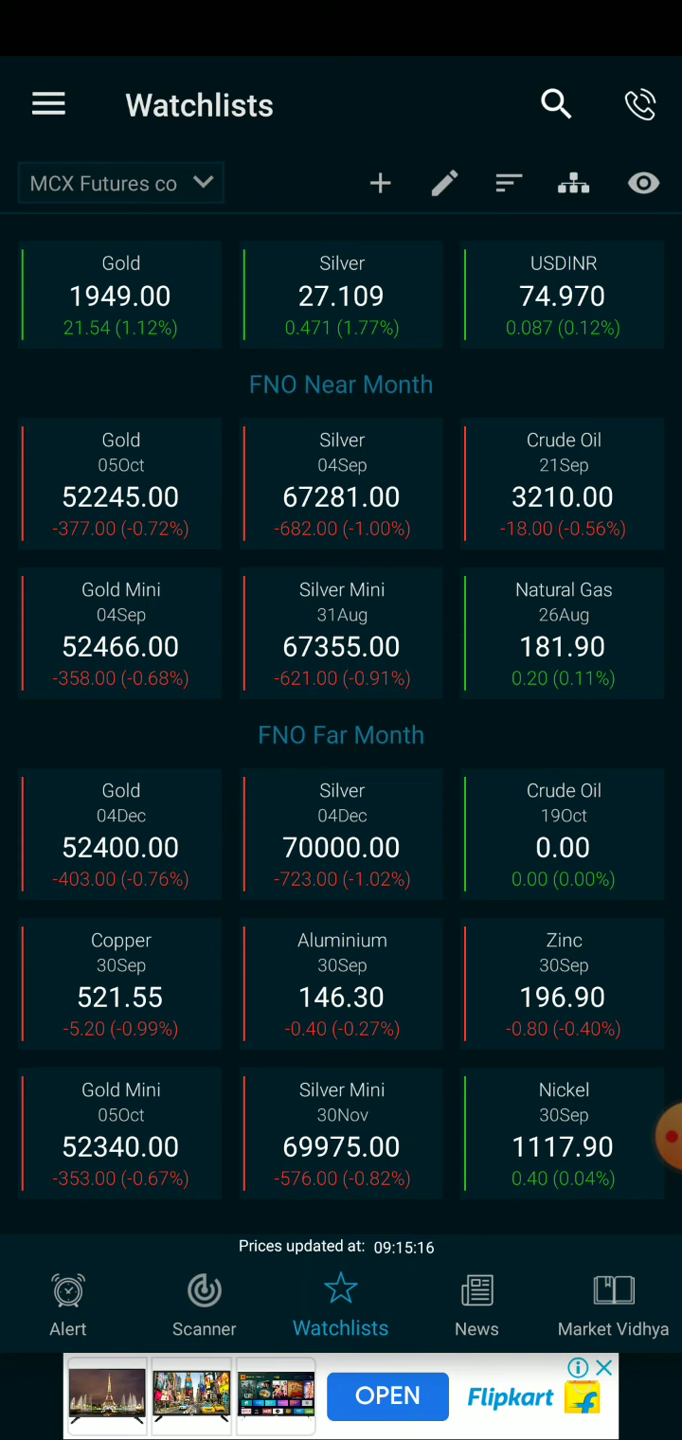 Watchlists
MCX Futures co
Gold Silver USDINR
1949.00 27.109 74.970
21.54 (1.12%) 0.471 (1.77%) 0.087 (0.12%)
FNO Near Month
Gold Silver Crude Oil
05Oct 04Sep 21Sep
52245.00 67281.00 3210.00
-377.00 (-0.72%) -682.00 (-1.00%) -18.00 (-0.56%)
Gold Mini Silver Mini Natural Gas
04Sep 31Aug 26Aug
52466.00 67355.00 181.90
-358.00 (-0.68%) -621.00 (-0.91%) 0.20 (0.11%)
FNO Far Month
Gold Silver Crude Oil
04Dec 04Dec 19Oct
52400.00 70000.00 0.00
-403.00 (-0.76%) -723.00 (-1.02%) 0.00 (0.00%)
Copper Aluminium Zinc
30Sep 30Sep 30Sep
521.55 146.30 196.90
-5.20 (-0.99%) -0.40 (-0.27%) -0.80 (-0.40%)
Gold Mini Silver Mini Nickel
05Oct 30Nov 30Sep
52340.00 69975.00 1117.90
-353.00 (-0.67%) -576.00 (-0.82%) 0.40 (0.04%)
Prices updated at: 09:15:16
Alert Scanner Watchlists News Market Vidhya
OPEN Flipkart